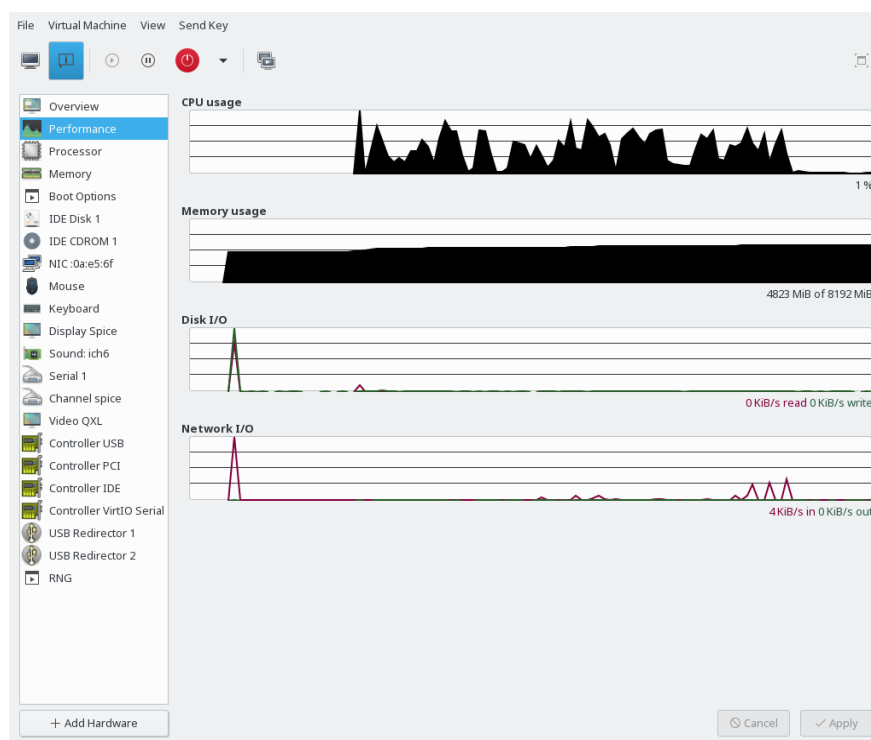 File Virtual Machine View Send Key
Overview
Performance
Processor
Memory
Boot Options
IDE Disk 1
IDE CDROM 1
NIC :0a:e5:6f
Mouse
Keyboard
Display Spice
Sound: ich6
Serial 1
Channel spice
Video QXL
Controller USB
Controller PCI
Controller IDE
Controller VirtIO Serial
USB Redirector 1
USB Redirector 2
RNG
+ Add Hardware
CPU usage
1 %
Memory usage
4823 MiB of 8192 MiB
Disk I/O
0 KiB/s read 0 KiB/s write
Network I/O
4 KiB/s in 0 KiB/s out
Cancel
Apply